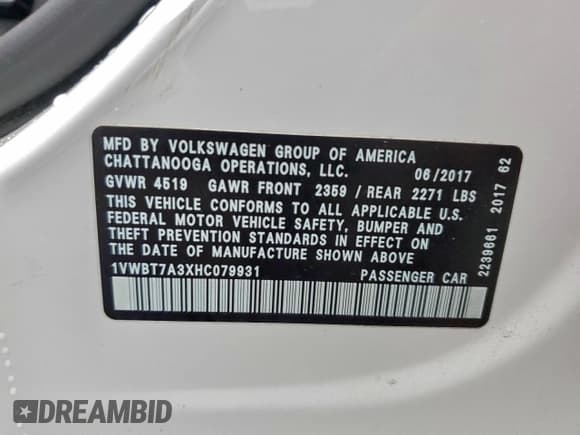 MFD BY VOLKSWAGEN GROUP OF AMERICA
CHATTANOOGA OPERATIONS, LLC. 06/2017
GVWR 4519 GAWR FRONT 2359 / REAR 2271 LBS
THIS VEHICLE CONFORMS TO ALL APPLICABLE U.S.
FEDERAL MOTOR VEHICLE SAFETY, BUMPER AND
THEFT PREVENTION STANDARDS IN EFFECT ON
THE DATE OF MANUFACTURE SHOWN ABOVE
1VWBT7A3XHC079931 PASSENGER CAR
2239661 2017 62
DREAMBID